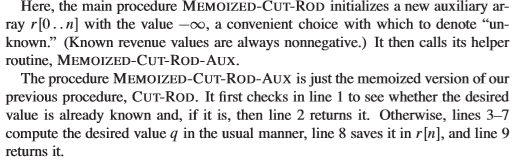 Here, the main procedure MEMOIZED-CUT-ROD initializes a new auxiliary ar-
ray r[0..n] with the value −∞, a convenient choice with which to denote “un-
known.” (Known revenue values are always nonnegative.) It then calls its helper
routine, MEMOIZED-CUT-ROD-AUX.
The procedure MEMOIZED-CUT-ROD-AUX is just the memoized version of our
previous procedure, CUT-ROD. It first checks in line 1 to see whether the desired
value is already known and, if it is, then line 2 returns it. Otherwise, lines 3–7
compute the desired value q in the usual manner, line 8 saves it in r[n], and line 9
returns it.